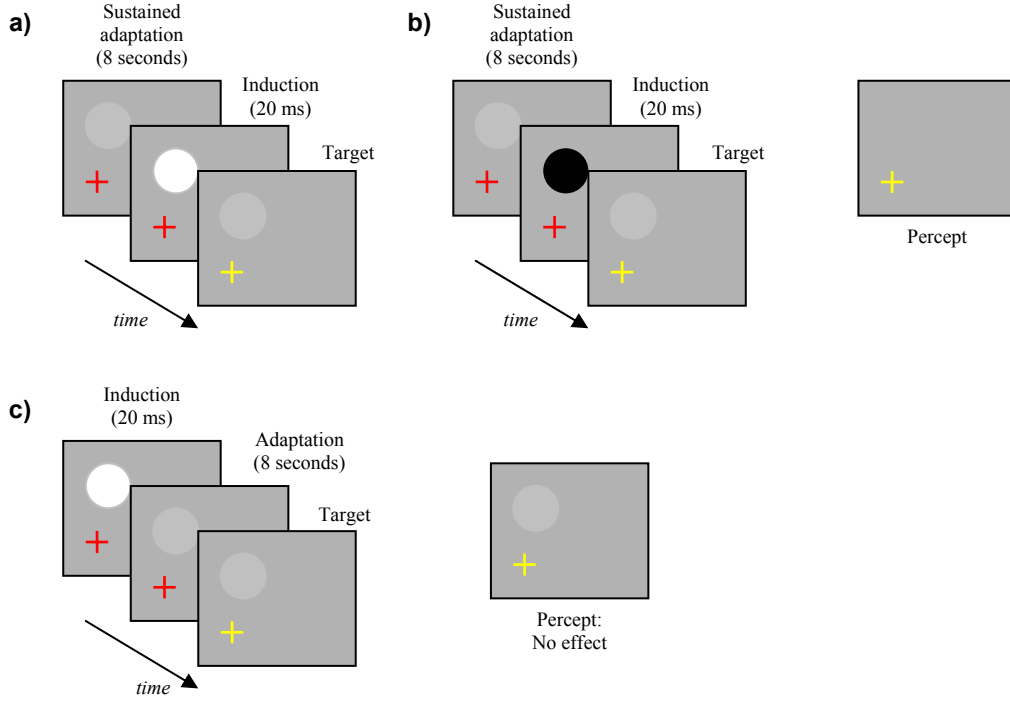 a)
Sustained
adaptation
(8 seconds)
Induction
(20 ms)
Target
time
b)
Sustained
adaptation
(8 seconds)
Induction
(20 ms)
Target
time
Percept
c)
Induction
(20 ms)
Adaptation
(8 seconds)
Target
time
Percept:
No effect